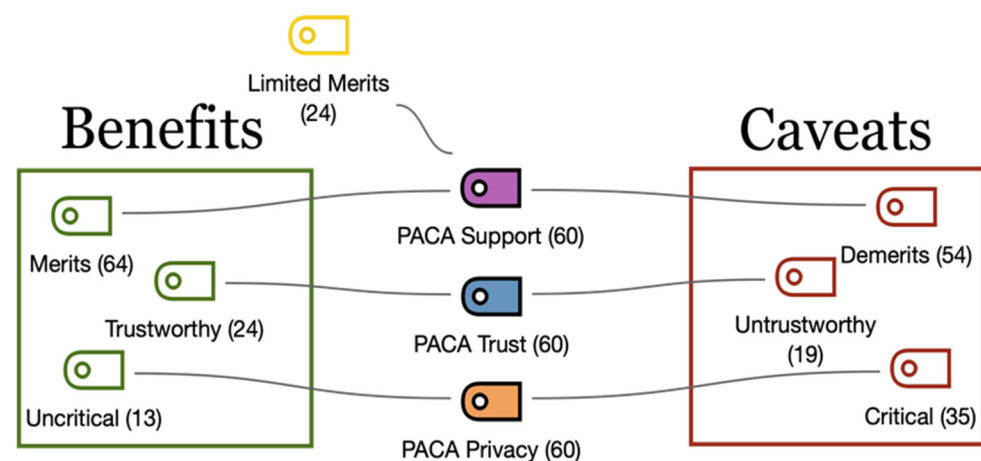 Limited Merits
(24)
Benefits
Caveats
Merits (64)
PACA Support (60)
Demerits (54)
Trustworthy (24)
PACA Trust (60)
Untrustworthy
(19)
Uncritical (13)
PACA Privacy (60)
Critical (35)